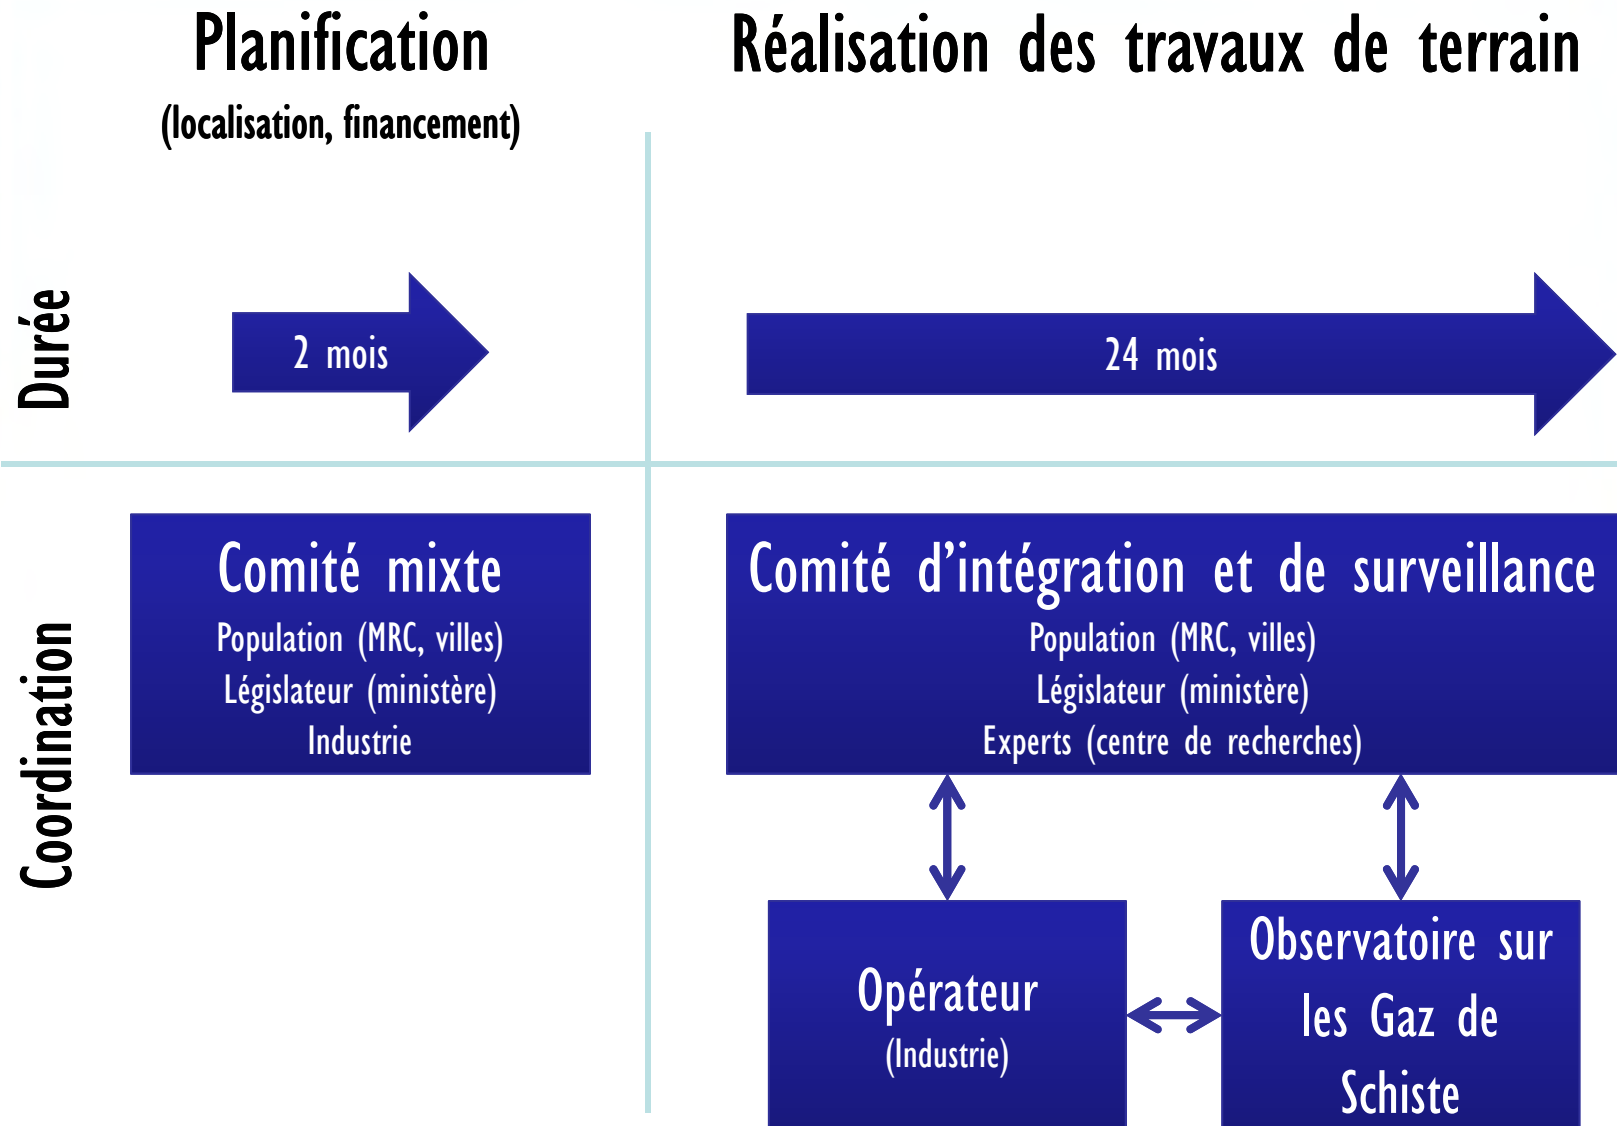 Planification
(localisation, financement)
Réalisation des travaux de terrain
Durée
2 mois
24 mois
Coordination
Comité mixte
Population (MRC, villes)
Législateur (ministère)
Industrie
Comité d'intégration et de surveillance
Population (MRC, villes)
Législateur (ministère)
Experts (centre de recherches)
Opérateur
(Industrie)
Observatoire sur
les Gaz de
Schiste